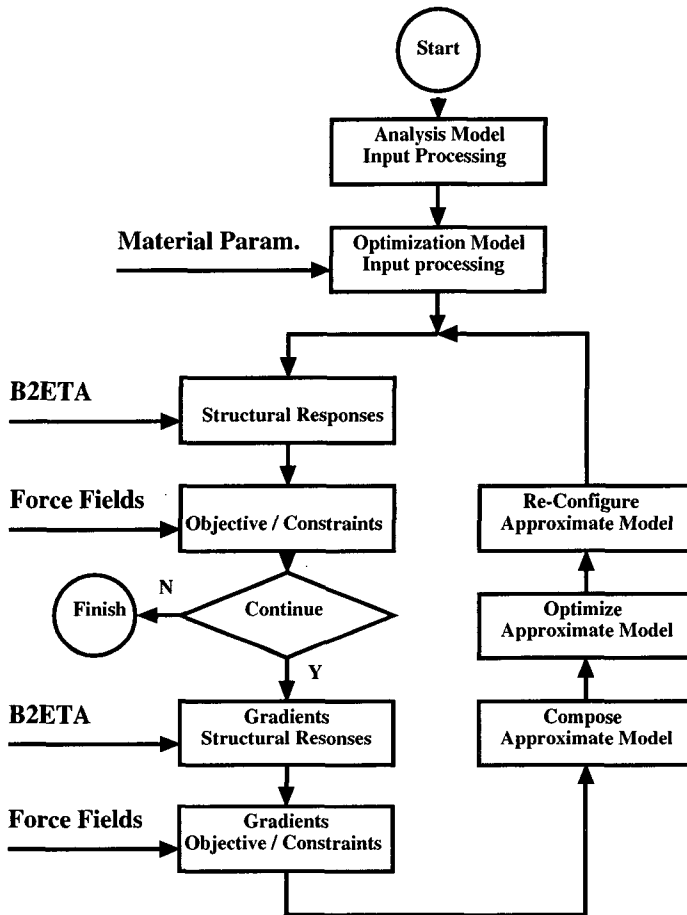 Start
Analysis Model
Input Processing
Material Param.
Optimization Model
Input processing
B2ETA
Structural Responses
Force Fields
Objective / Constraints
Re-Configure
Approximate Model
N
Finish
Continue
Optimize
Approximate Model
Y
B2ETA
Gradients
Structural Resonses
Compose
Approximate Model
Force Fields
Gradients
Objective / Constraints